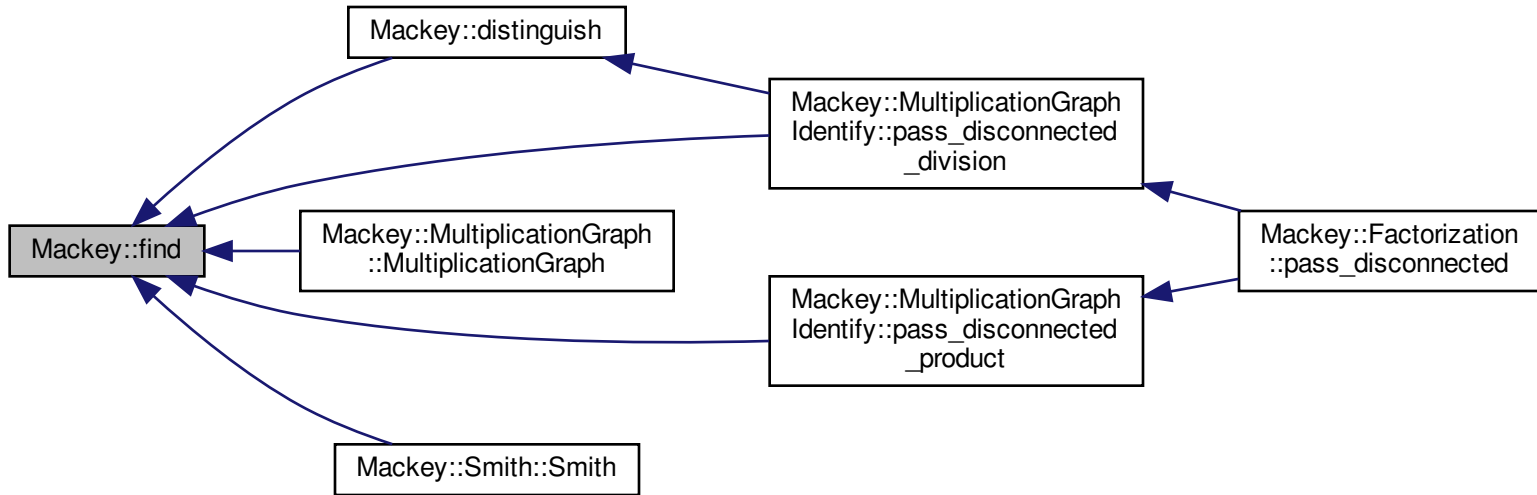 Mackey::distinguish
Mackey::MultiplicationGraph
Identify::pass_disconnected
_division
Mackey::find
Mackey::MultiplicationGraph
::MultiplicationGraph
Mackey::Factorization
::pass_disconnected
Mackey::MultiplicationGraph
Identify::pass_disconnected
_product
Mackey::Smith::Smith